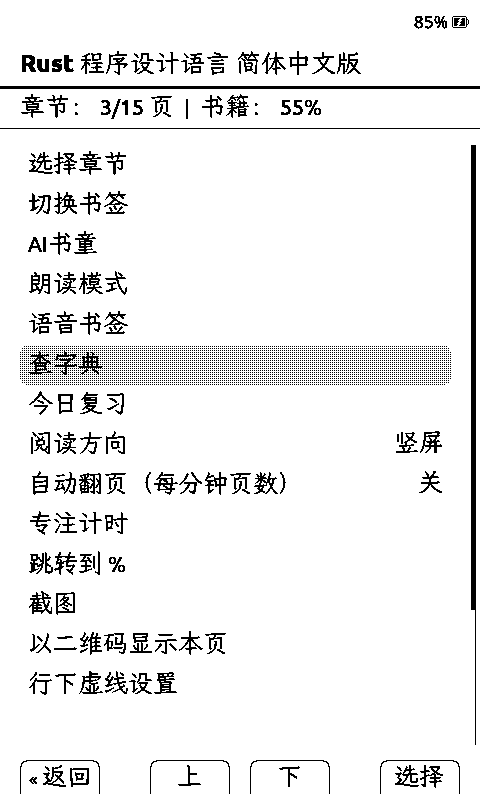 85%
Rust 程序设计语言 简体中文版
章节： 3/15 页 | 书籍： 55%
选择章节
切换书签
AI书童
朗读模式
语音书签
查字典
今日复习
阅读方向 竖屏
自动翻页（每分钟页数） 关
专注计时
跳转到 %
截图
以二维码显示本页
行下虚线设置
« 返回 上 下 选择